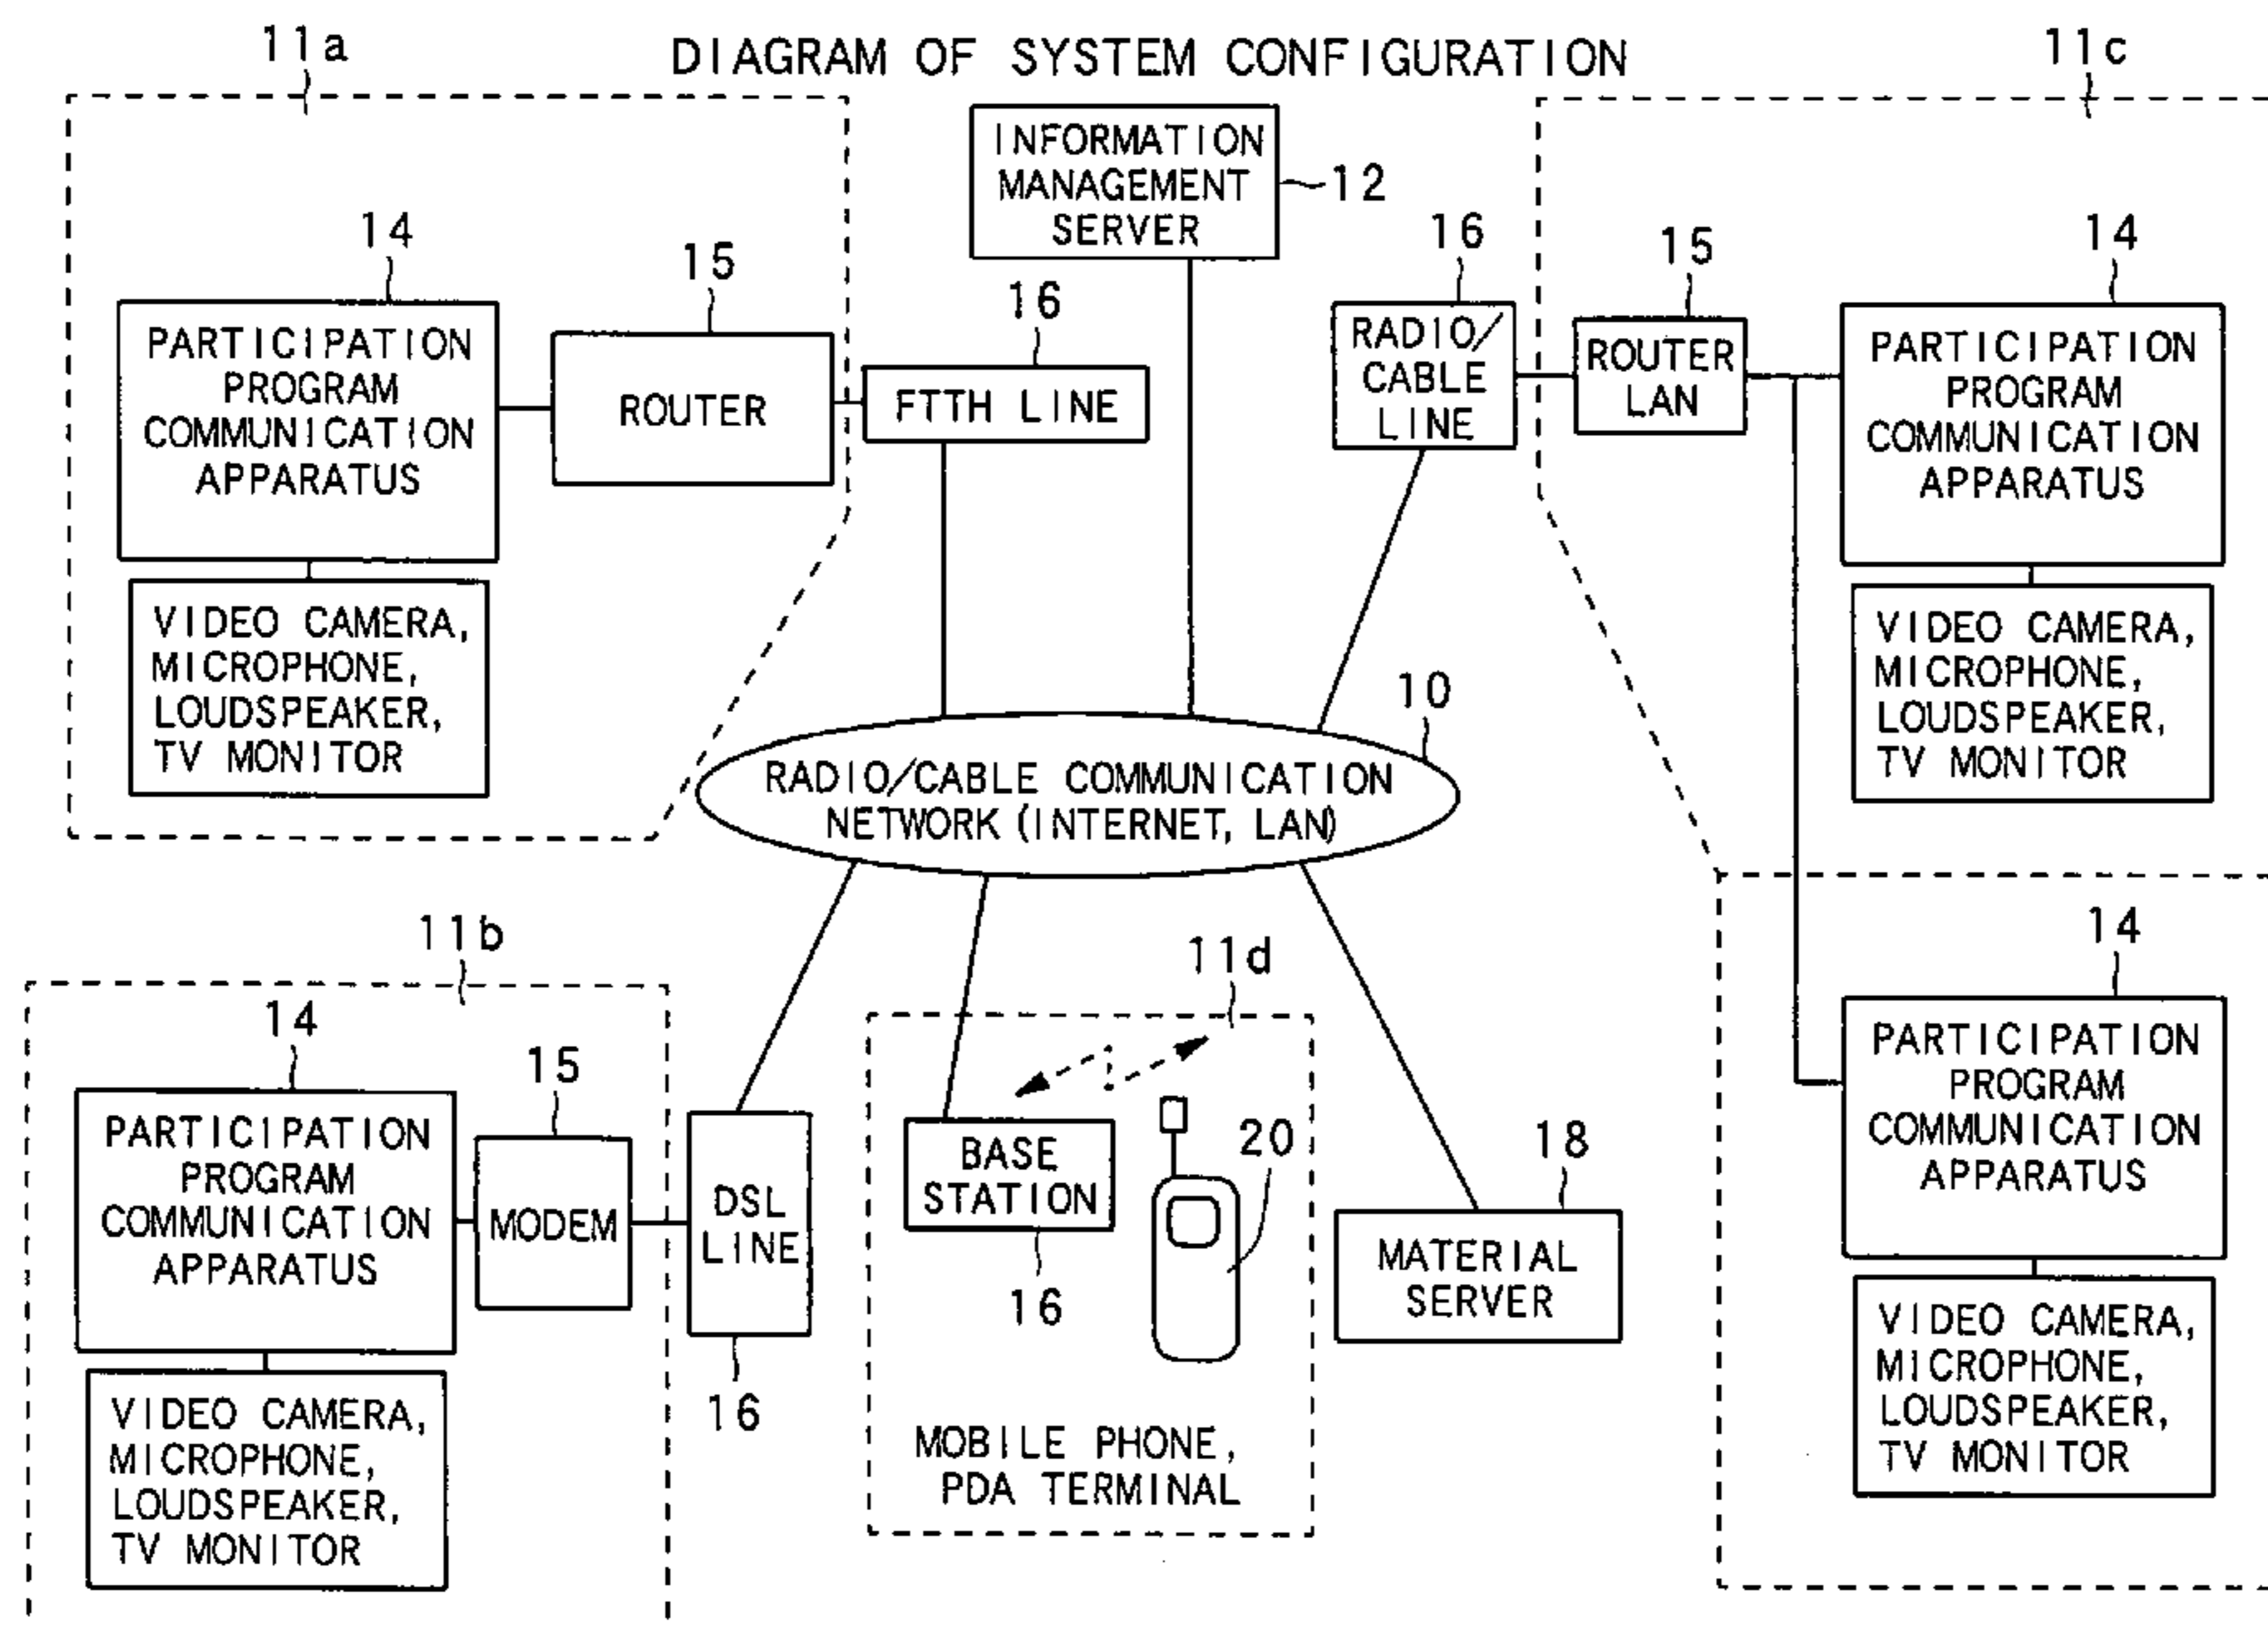 DIAGRAM OF SYSTEM CONFIGURATION
11a
14
PARTICIPATION
PROGRAM
COMMUNICATION
APPARATUS
15
ROUTER
16
FTTH LINE
VIDEO CAMERA,
MICROPHONE,
LOUDSPEAKER,
TV MONITOR
INFORMATION
MANAGEMENT
SERVER
12
11c
16
RADIO/
CABLE
LINE
15
ROUTER
LAN
14
PARTICIPATION
PROGRAM
COMMUNICATION
APPARATUS
VIDEO CAMERA,
MICROPHONE,
LOUDSPEAKER,
TV MONITOR
10
RADIO/CABLE COMMUNICATION
NETWORK (INTERNET, LAN)
11b
14
PARTICIPATION
PROGRAM
COMMUNICATION
APPARATUS
15
MODEM
DSL
LINE
16
VIDEO CAMERA,
MICROPHONE,
LOUDSPEAKER,
TV MONITOR
11d
BASE
STATION
16
20
MOBILE PHONE,
PDA TERMINAL
18
MATERIAL
SERVER
14
PARTICIPATION
PROGRAM
COMMUNICATION
APPARATUS
VIDEO CAMERA,
MICROPHONE,
LOUDSPEAKER,
TV MONITOR